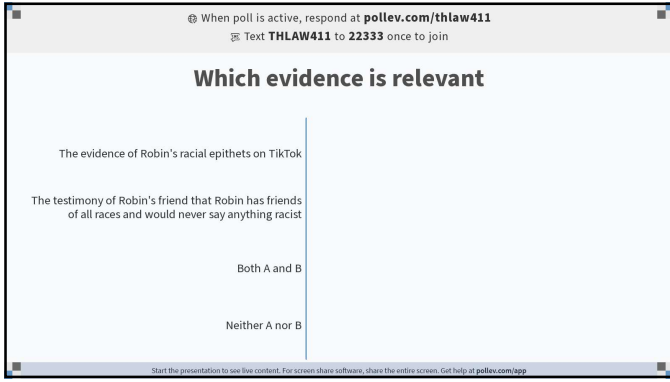 When poll is active, respond at pollev.com/thlaw411
Text THLAW411 to 22333 once to join
Which evidence is relevant
The evidence of Robin's racial epithets on TikTok
The testimony of Robin's friend that Robin has friends
of all races and would never say anything racist
Both A and B
Neither A nor B
Start the presentation to see live content. For screen share software, share the entire screen. Get help at pollev.com/app